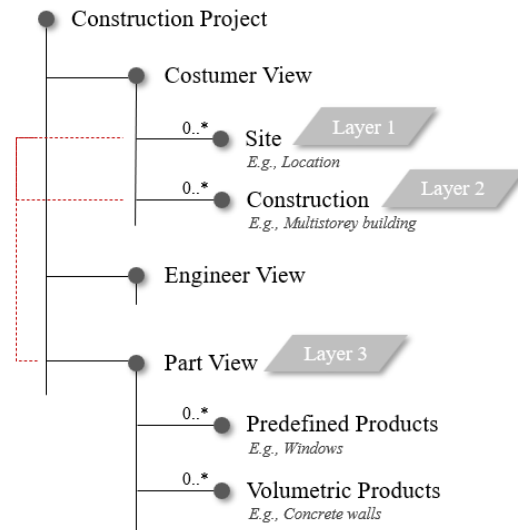 Construction Project
Costumer View
0..*
Site
Layer 1
E.g., Location
0..*
Construction
Layer 2
E.g., Multistorey building
Engineer View
Part View
Layer 3
0..*
Predefined Products
E.g., Windows
0..*
Volumetric Products
E.g., Concrete walls